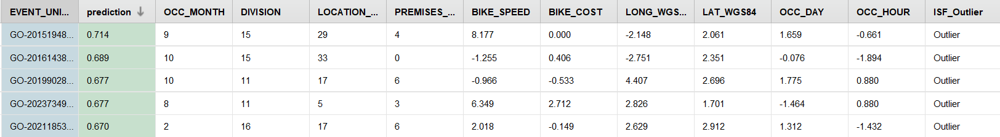 EVENT_UNI... prediction OCC_MONTH DIVISION LOCATION_... PREMISES_... BIKE_SPEED BIKE_COST LONG_WGS... LAT_WGS84 OCC_DAY OCC_HOUR ISF_Outlier
GO-20151948... 0.714 9 15 29 4 8.177 0.000 -2.148 2.061 1.659 -0.661 Outlier
GO-20161438... 0.689 10 15 33 0 -1.255 0.406 -2.751 2.351 -0.076 -1.894 Outlier
GO-20199028... 0.677 10 11 17 6 -0.966 -0.533 4.407 2.696 1.775 0.880 Outlier
GO-20237349... 0.677 8 11 5 3 6.349 2.712 2.826 1.701 -1.464 0.880 Outlier
GO-20211853... 0.670 2 16 17 6 2.018 -0.149 2.629 2.912 1.312 -1.432 Outlier